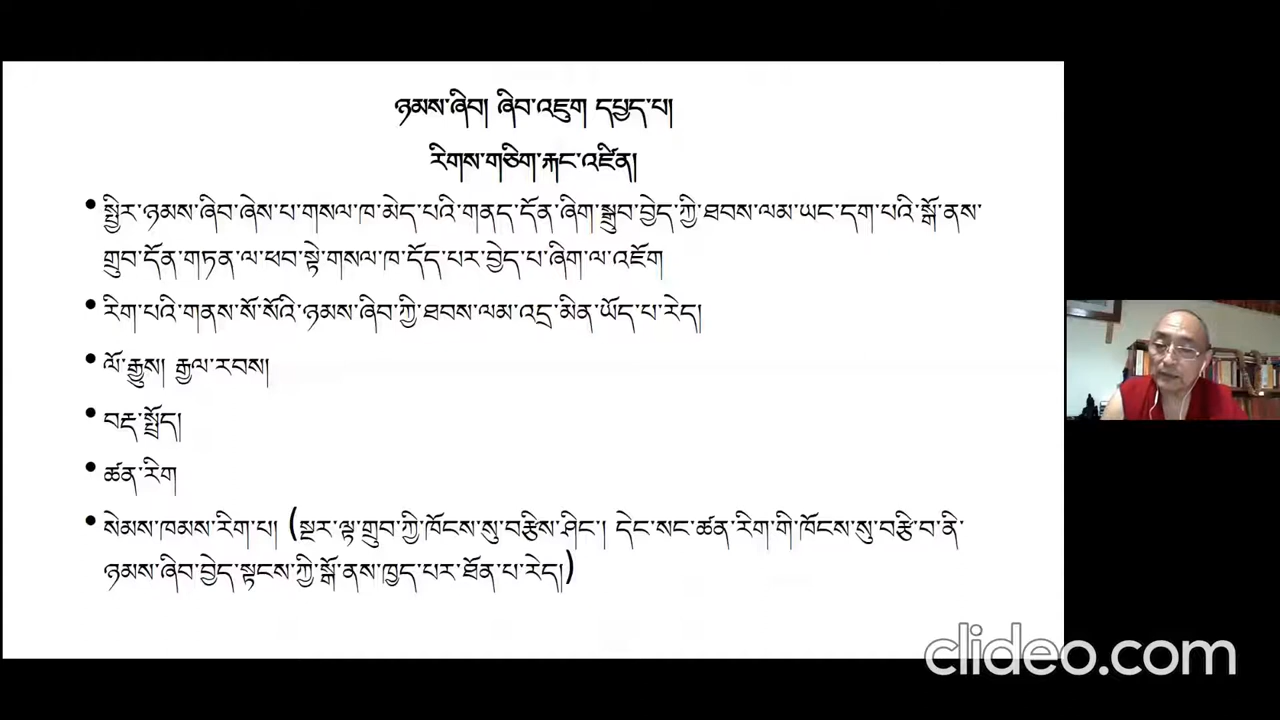 ཉམས་ཞིབ། ཞིབ་འཇུག དཔྱད་པ།
རིགས་གཅིག་རྐང་འཛིན།
• སྤྱིར་ཉམས་ཞིབ་ཞེས་པ་གསལ་ཁ་མེད་པའི་གནད་དོན་ཞིག་སྒྲུབ་བྱེད་ཀྱི་ཐབས་ལམ་ཡང་དག་པའི་སྒོ་ནས་
གྲུབ་དོན་གཏན་ལ་ཕབ་སྟེ་གསལ་ཁ་དོད་པར་བྱེད་པ་ཞིག་ལ་འཇོག
• རིག་པའི་གནས་སོ་སོའི་ཉམས་ཞིབ་ཀྱི་ཐབས་ལམ་འདྲ་མིན་ཡོད་པ་རེད།
• ལོ་རྒྱུས། རྒྱལ་རབས།
• བརྡ་སྤྲོད།
• ཚན་རིག
• སེམས་ཁམས་རིག་པ། (སྔར་ལྟ་གྲུབ་ཀྱི་ཁོངས་སུ་བརྩིས་ཤིང་། དེང་སང་ཚན་རིག་གི་ཁོངས་སུ་བརྩི་བ་ནི་
ཉམས་ཞིབ་བྱེད་སྟངས་ཀྱི་སྒོ་ནས་ཁྱད་པར་ཐོན་པ་རེད།)
clideo.com